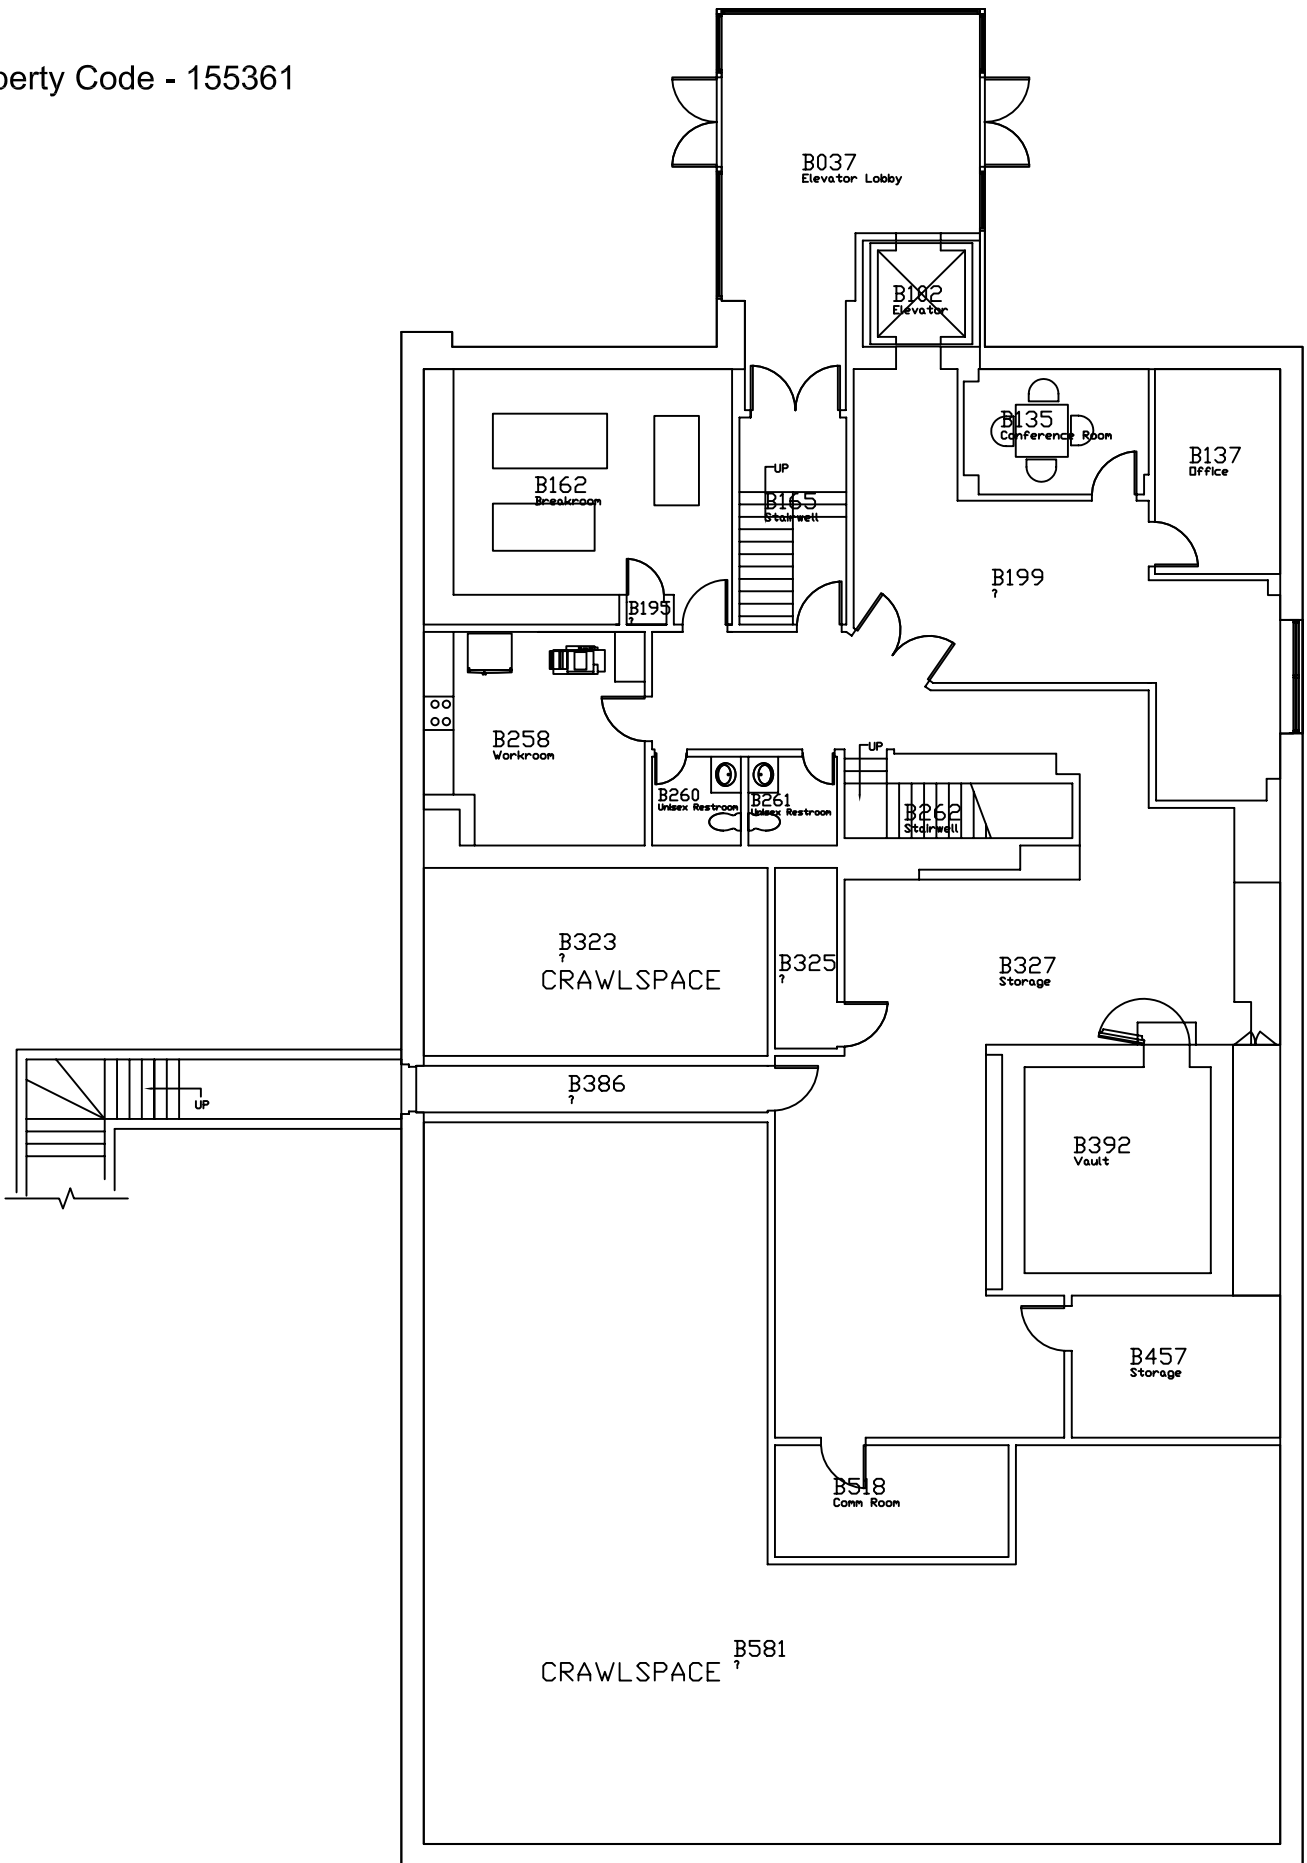 perty Code - 155361
B037
Elevator Lobby
B102
Elevator
B135
Conference Room
B137
Office
UP
B162
Breakroom
B165
Stairwell
B199
?
B195
?
B258
Workroom
UP
B260
Unisex Restroom
B261
Unisex Restroom
B262
Stairwell
B323
?
CRAWLSPACE
B325
?
B327
Storage
B386
?
UP
B392
Vault
B457
Storage
B518
Comm Room
B581
?
CRAWLSPACE